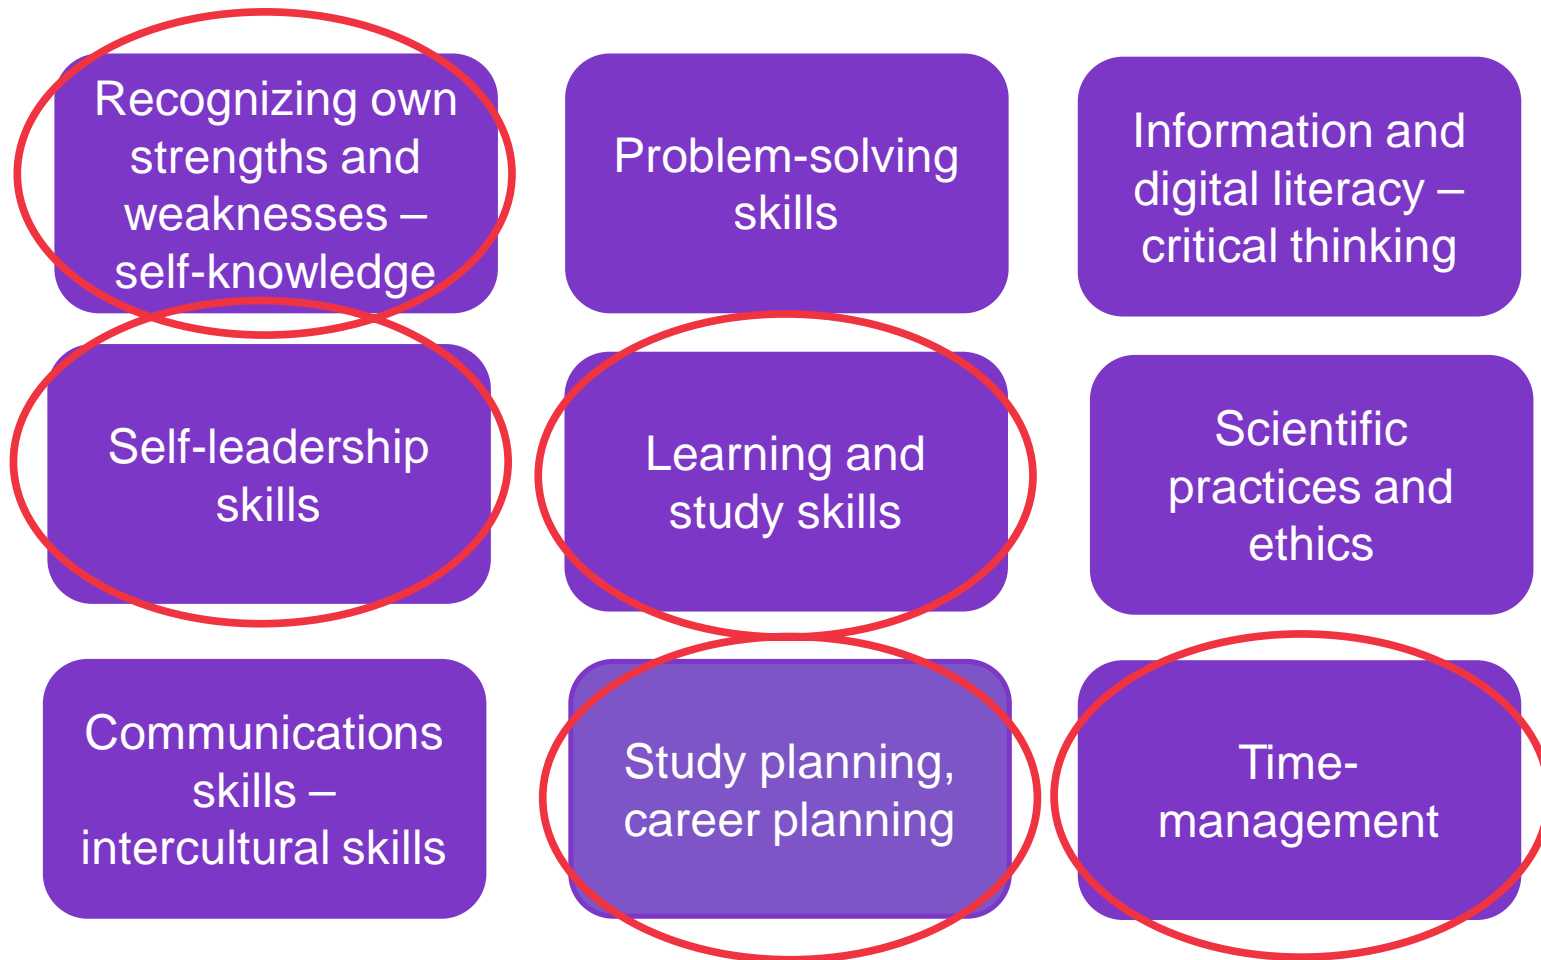 Recognizing own
strengths and
weaknesses –
self-knowledge
Problem-solving
skills
Information and
digital literacy –
critical thinking
Self-leadership
skills
Learning and
study skills
Scientific
practices and
ethics
Communications
skills –
intercultural skills
Study planning,
career planning
Time-
management